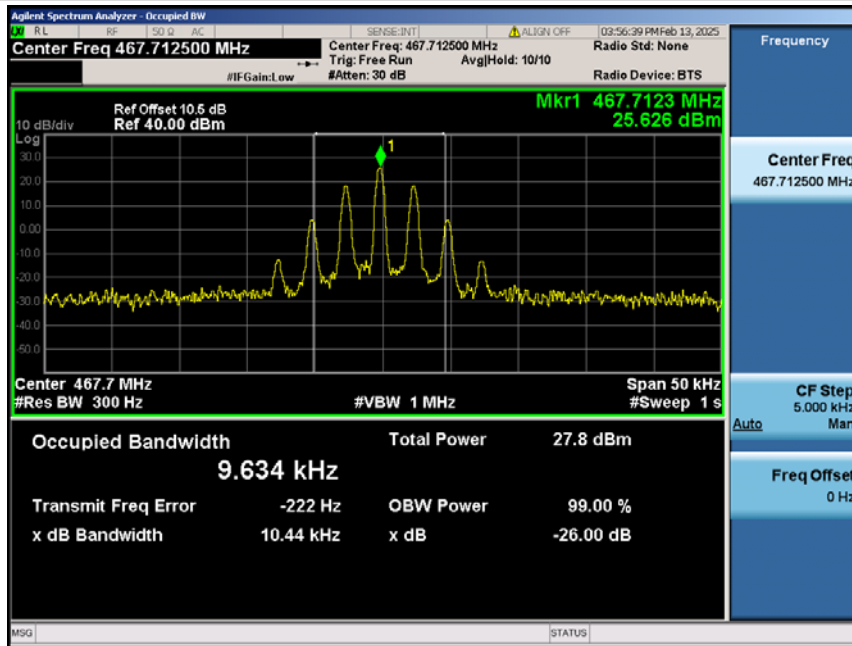 Agilent Spectrum Analyzer - Occupied BW
RL RF 50 Ω AC SENSE:INT ALIGN OFF 03:56:39 PM Feb 13, 2025
Center Freq 467.712500 MHz
Center Freq: 467.712500 MHz
Radio Std: None
Trig: Free Run Avg|Hold: 10/10
#IFGain:Low #Atten: 30 dB Radio Device: BTS
Ref Offset 10.5 dB
Mkr1 467.7123 MHz
10 dB/div Ref 40.00 dBm 25.626 dBm
Log
1
30.0
20.0
10.0
0.00
-10.0
-20.0
-30.0
-40.0
-50.0
Center 467.7 MHz Span 50 kHz
#Res BW 300 Hz #VBW 1 MHz #Sweep 1 s
Occupied Bandwidth Total Power 27.8 dBm
9.634 kHz
Transmit Freq Error -222 Hz OBW Power 99.00 %
x dB Bandwidth 10.44 kHz x dB -26.00 dB
MSG STATUS
Frequency
Center Freq
467.712500 MHz
CF Step
5.000 kHz
Auto Man
Freq Offset
0 Hz